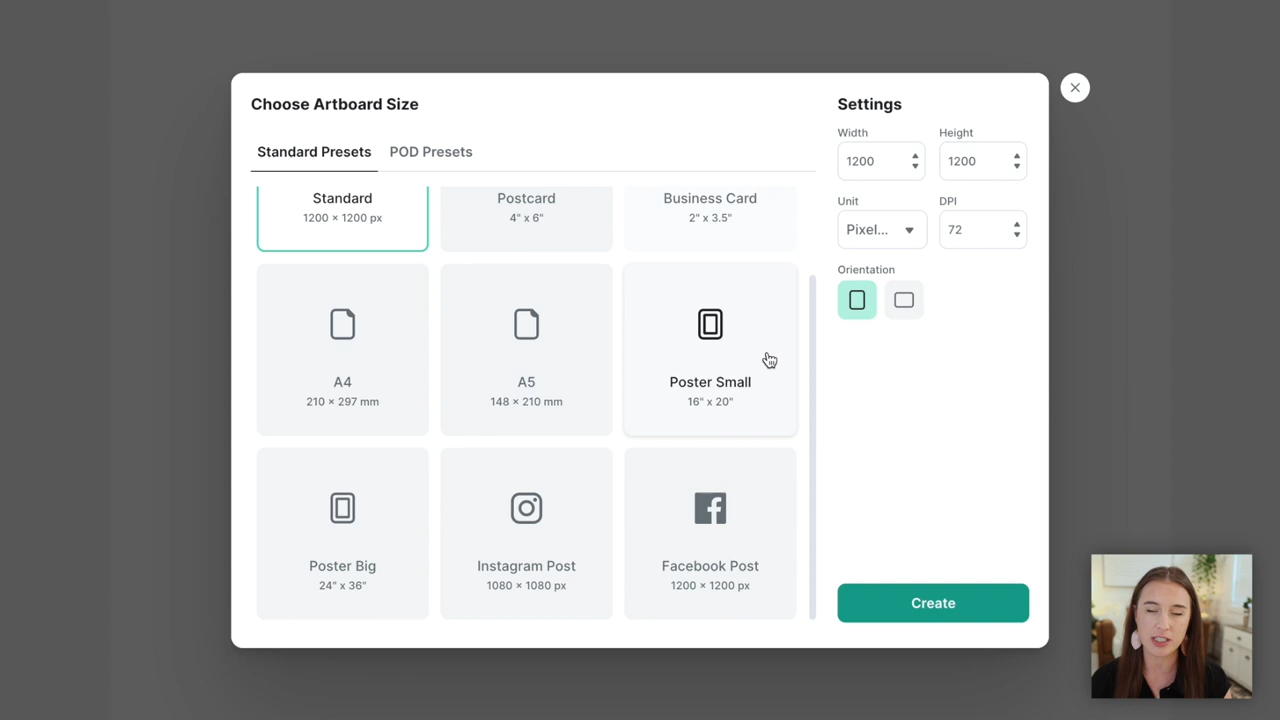 Choose Artboard Size
Standard Presets
POD Presets
Standard
1200 × 1200 px
Postcard
4" x 6"
Business Card
2" x 3.5"
A4
210 × 297 mm
A5
148 × 210 mm
Poster Small
16" x 20"
Poster Big
24" x 36"
Instagram Post
1080 × 1080 px
Facebook Post
1200 × 1200 px
Settings
Width
Height
1200
1200
Unit
DPI
Pixel...
72
Orientation
Create